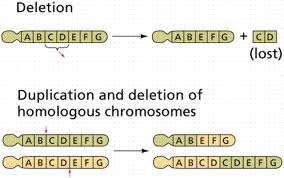 Deletion
A B C D E F G A B E F G + C D
(lost)
Duplication and deletion of
homologous chromosomes
A B C D E F G A B E F G
A B C D E F G A B C D C D E F G